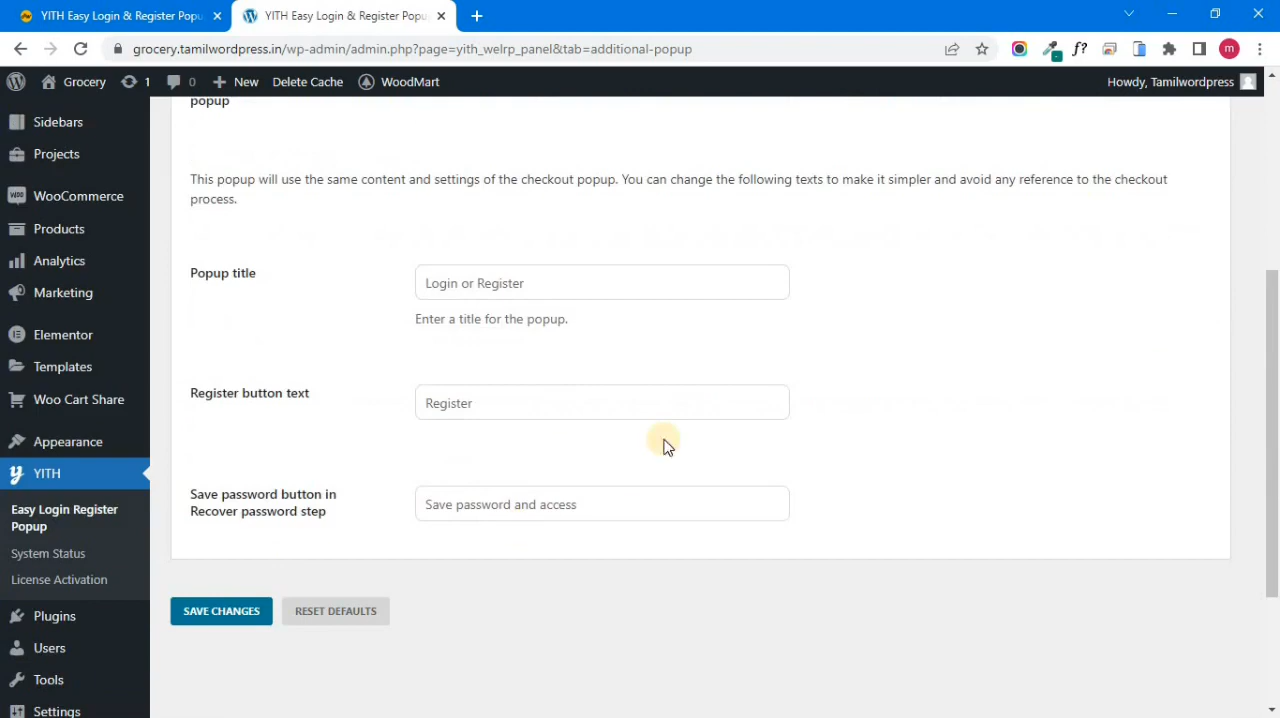 YITH Easy Login & Register Popu
YITH Easy Login & Register Popu
grocery.tamilwordpress.in/wp-admin/admin.php?page=yith_welrp_panel&tab=additional-popup
f?
m
Grocery
1
0
New
Delete Cache
WoodMart
Howdy, Tamilwordpress
Sidebars
Projects
WooCommerce
Products
Analytics
Marketing
Elementor
Templates
Woo Cart Share
Appearance
YITH
Easy Login Register
Popup
System Status
License Activation
Plugins
Users
Tools
Settings
popup
This popup will use the same content and settings of the checkout popup. You can change the following texts to make it simpler and avoid any reference to the checkout
process.
Popup title
Login or Register
Enter a title for the popup.
Register button text
Register
Save password button in
Recover password step
Save password and access
SAVE CHANGES
RESET DEFAULTS